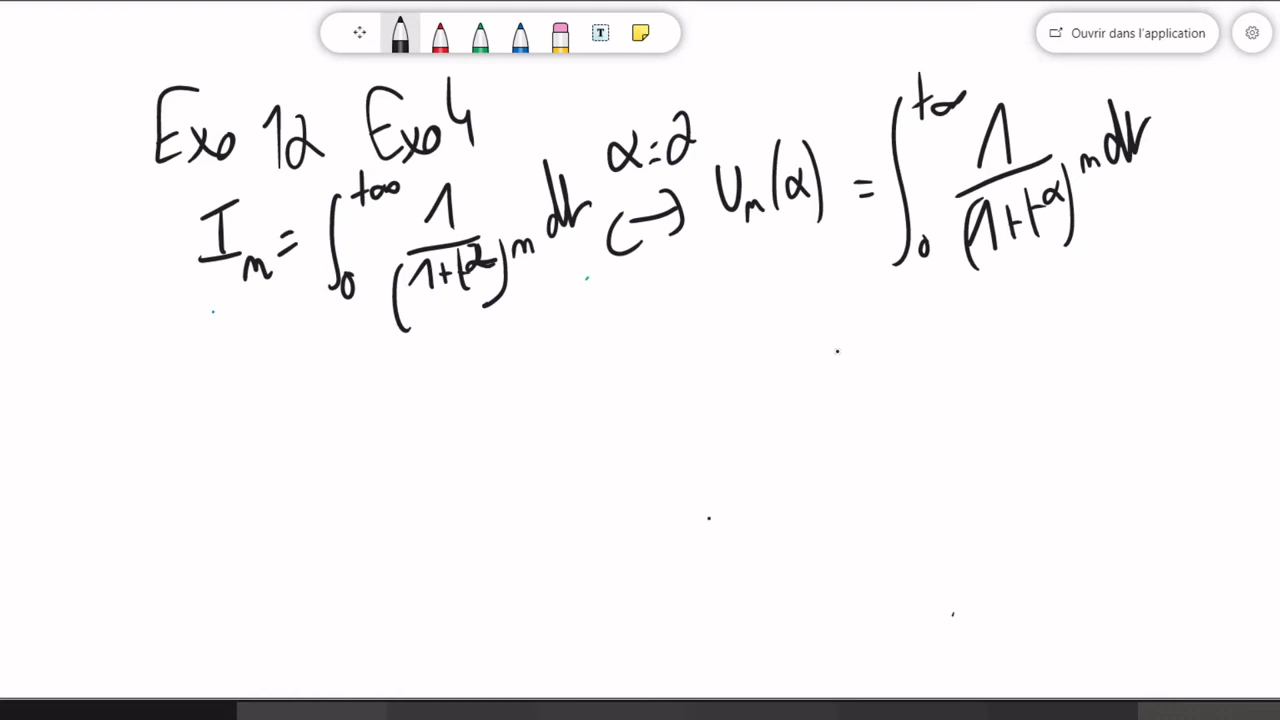 Ouvrir dans l'application
Exo 12 Exo 4
I_n = ∫_0^{+∞} 1/(1+t^2)^n dt α=2 ↪ U_n(α) = ∫_0^{+∞} 1/(1+t^α)^n dt